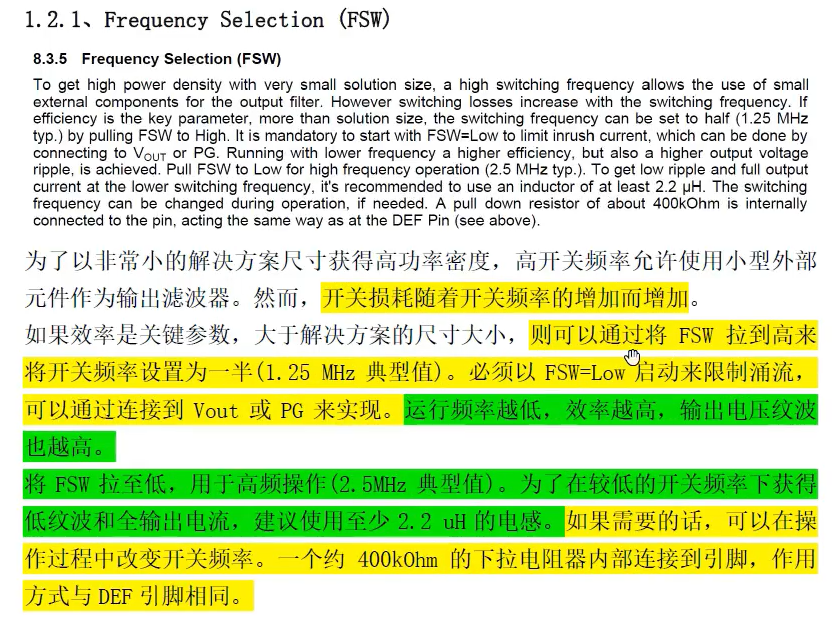 1.2.1、Frequency Selection (FSW)
8.3.5 Frequency Selection (FSW)
To get high power density with very small solution size, a high switching frequency allows the use of small
external components for the output filter. However switching losses increase with the switching frequency. If
efficiency is the key parameter, more than solution size, the switching frequency can be set to half (1.25 MHz
typ.) by pulling FSW to High. It is mandatory to start with FSW=Low to limit inrush current, which can be done by
connecting to VOUT or PG. Running with lower frequency a higher efficiency, but also a higher output voltage
ripple, is achieved. Pull FSW to Low for high frequency operation (2.5 MHz typ.). To get low ripple and full output
current at the lower switching frequency, it's recommended to use an inductor of at least 2.2 µH. The switching
frequency can be changed during operation, if needed. A pull down resistor of about 400kOhm is internally
connected to the pin, acting the same way as at the DEF Pin (see above).
为了以非常小的解决方案尺寸获得高功率密度，高开关频率允许使用小型外部
元件作为输出滤波器。然而，开关损耗随着开关频率的增加而增加。
如果效率是关键参数，大于解决方案的尺寸大小，则可以通过将 FSW 拉到高来
将开关频率设置为一半(1.25 MHz 典型值)。必须以 FSW=Low 启动来限制涌流，
可以通过连接到 Vout 或 PG 来实现。运行频率越低，效率越高，输出电压纹波
也越高。
将 FSW 拉至低，用于高频操作(2.5MHz 典型值)。为了在较低的开关频率下获得
低纹波和全输出电流，建议使用至少 2.2 uH 的电感。如果需要的话，可以在操
作过程中改变开关频率。一个约 400kOhm 的下拉电阻器内部连接到引脚，作用
方式与 DEF 引脚相同。